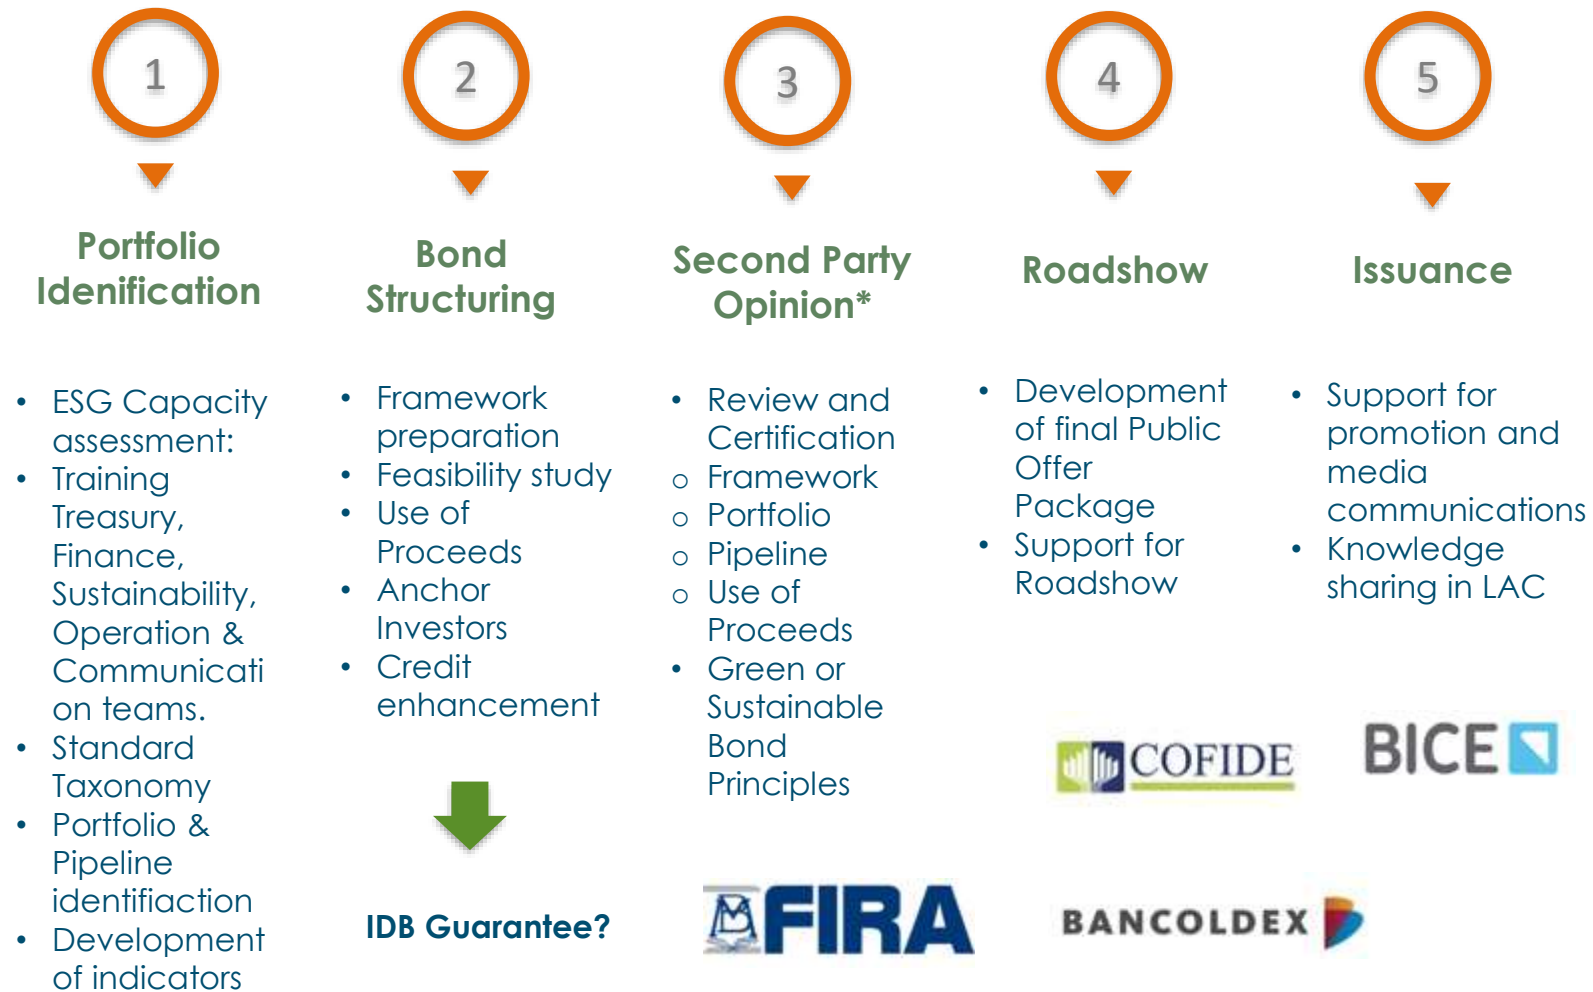 1
Portfolio
Idenification
• ESG Capacity
assessment:
• Training
Treasury,
Finance,
Sustainability,
Operation &
Communicati
on teams.
• Standard
Taxonomy
• Portfolio &
Pipeline
identifiaction
• Development
of indicators
2
Bond
Structuring
• Framework
preparation
• Feasibility study
• Use of
Proceeds
• Anchor
Investors
• Credit
enhancement
IDB Guarantee?
3
Second Party
Opinion*
• Review and
Certification
o Framework
o Portfolio
o Pipeline
o Use of
Proceeds
• Green or
Sustainable
Bond
Principles
4
Roadshow
• Development
of final Public
Offer
Package
• Support for
Roadshow
5
Issuance
• Support for
promotion and
media
communications
• Knowledge
sharing in LAC
COFIDE
BICE
FIRA
BANCOLDEX